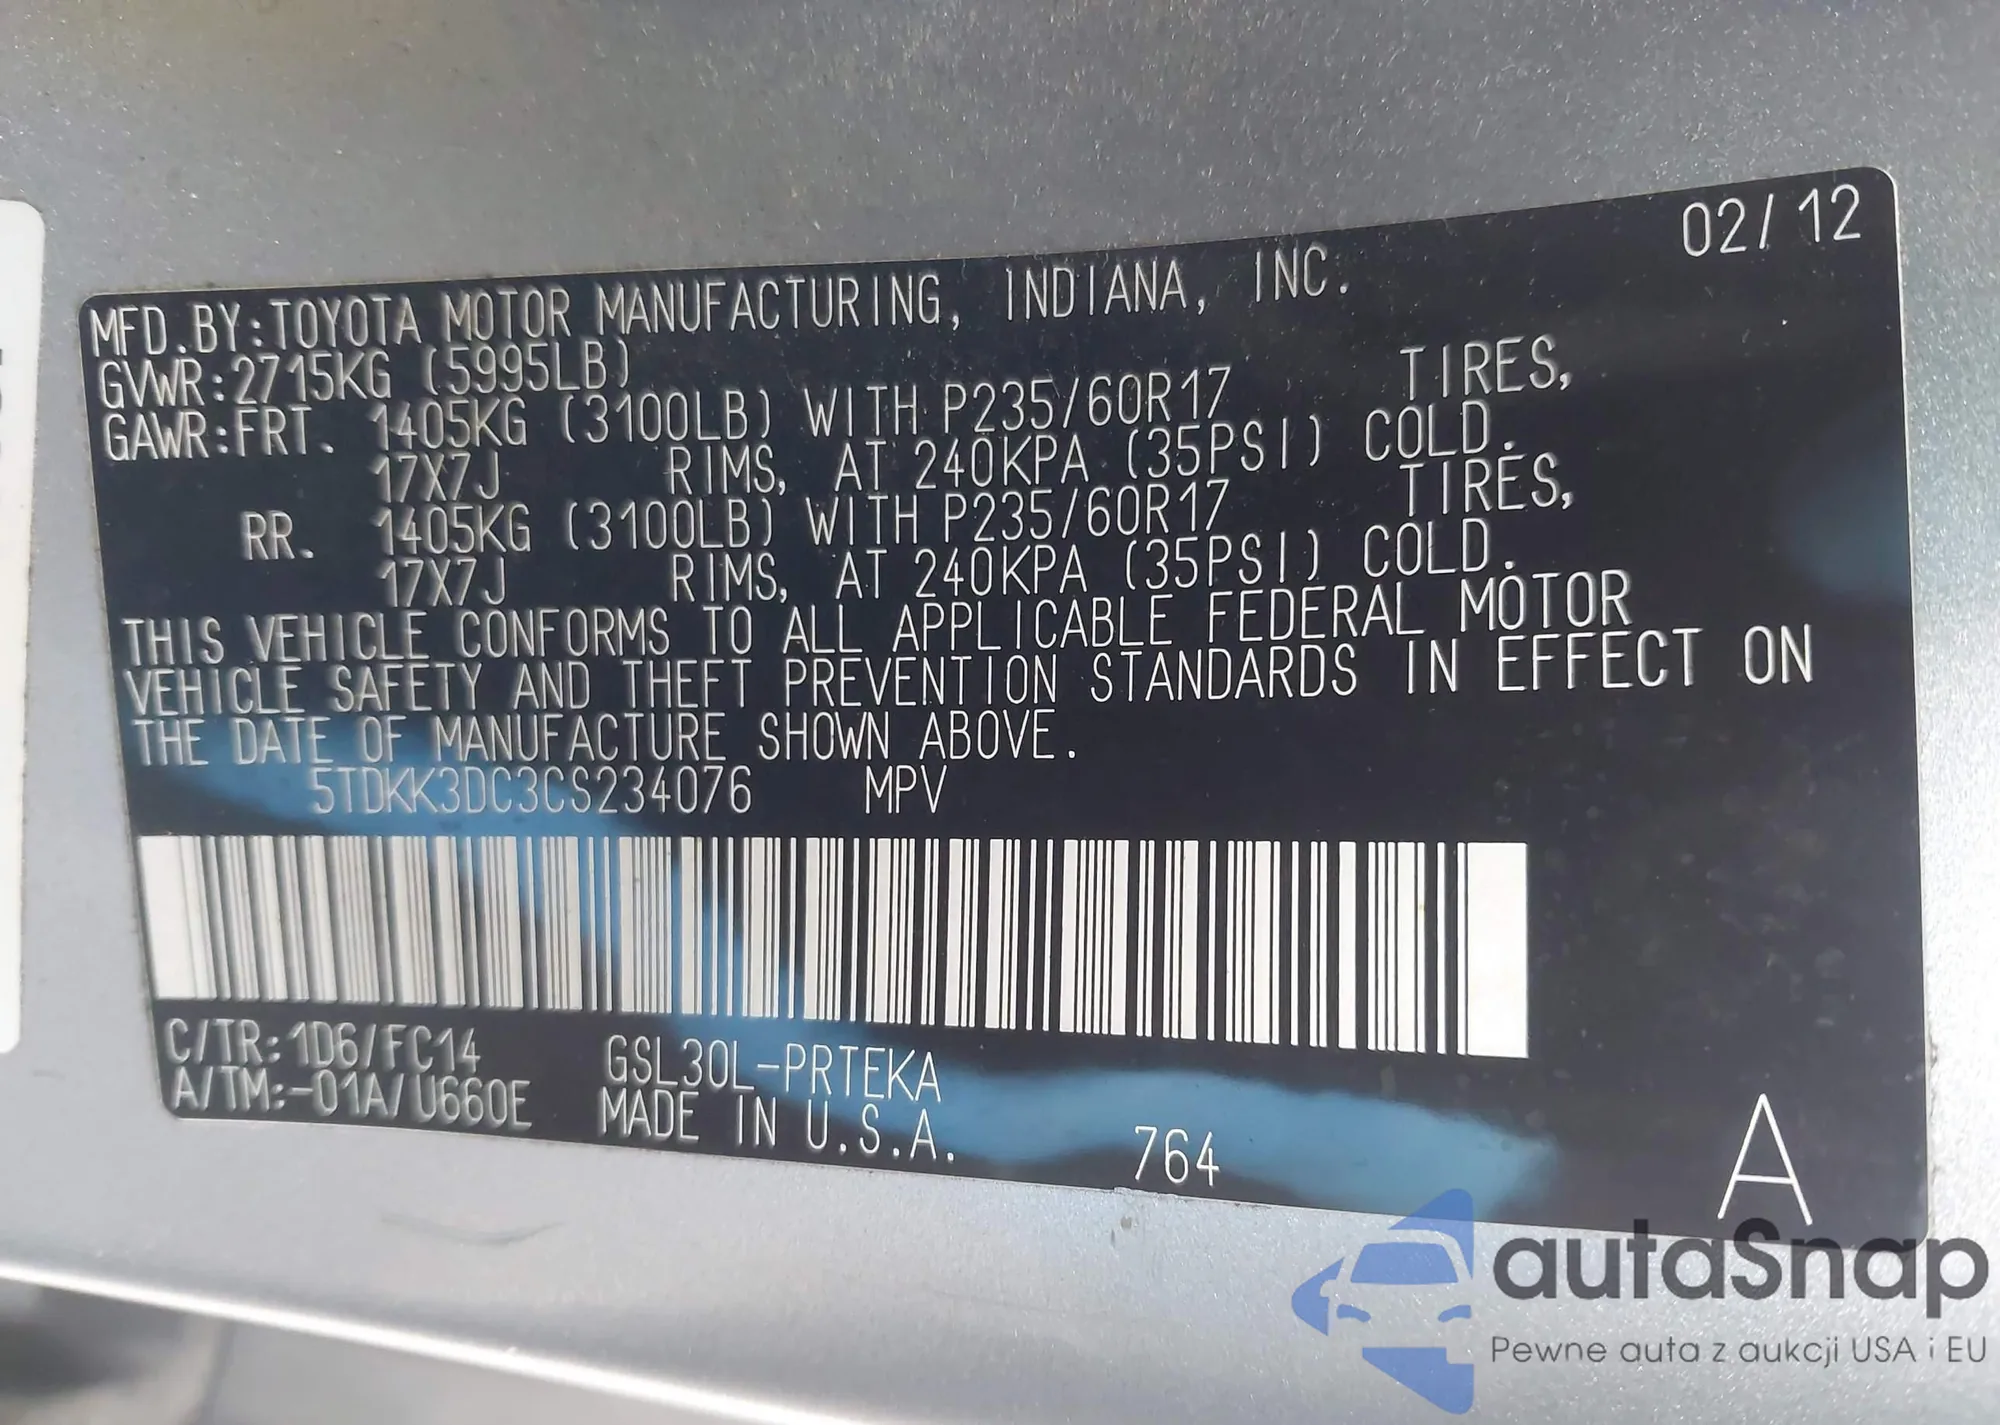 02/12
MFD.BY:TOYOTA MOTOR MANUFACTURING, INDIANA, INC.
GVWR:2715KG (5995LB)
GAWR:FRT. 1405KG (3100LB) WITH P235/60R17 TIRES,
17X7J RIMS, AT 240KPA (35PSI) COLD.
RR. 1405KG (3100LB) WITH P235/60R17 TIRES,
17X7J RIMS, AT 240KPA (35PSI) COLD.
THIS VEHICLE CONFORMS TO ALL APPLICABLE FEDERAL MOTOR
VEHICLE SAFETY AND THEFT PREVENTION STANDARDS IN EFFECT ON
THE DATE OF MANUFACTURE SHOWN ABOVE.
5TDKK3DC3CS234076 MPV
C/TR:1D6/FC14 GSL30L-PRTEKA
A/TM:-01A/U660E MADE IN U.S.A.
764 A
autaSnap
Pewne auta z aukcji USA i EU